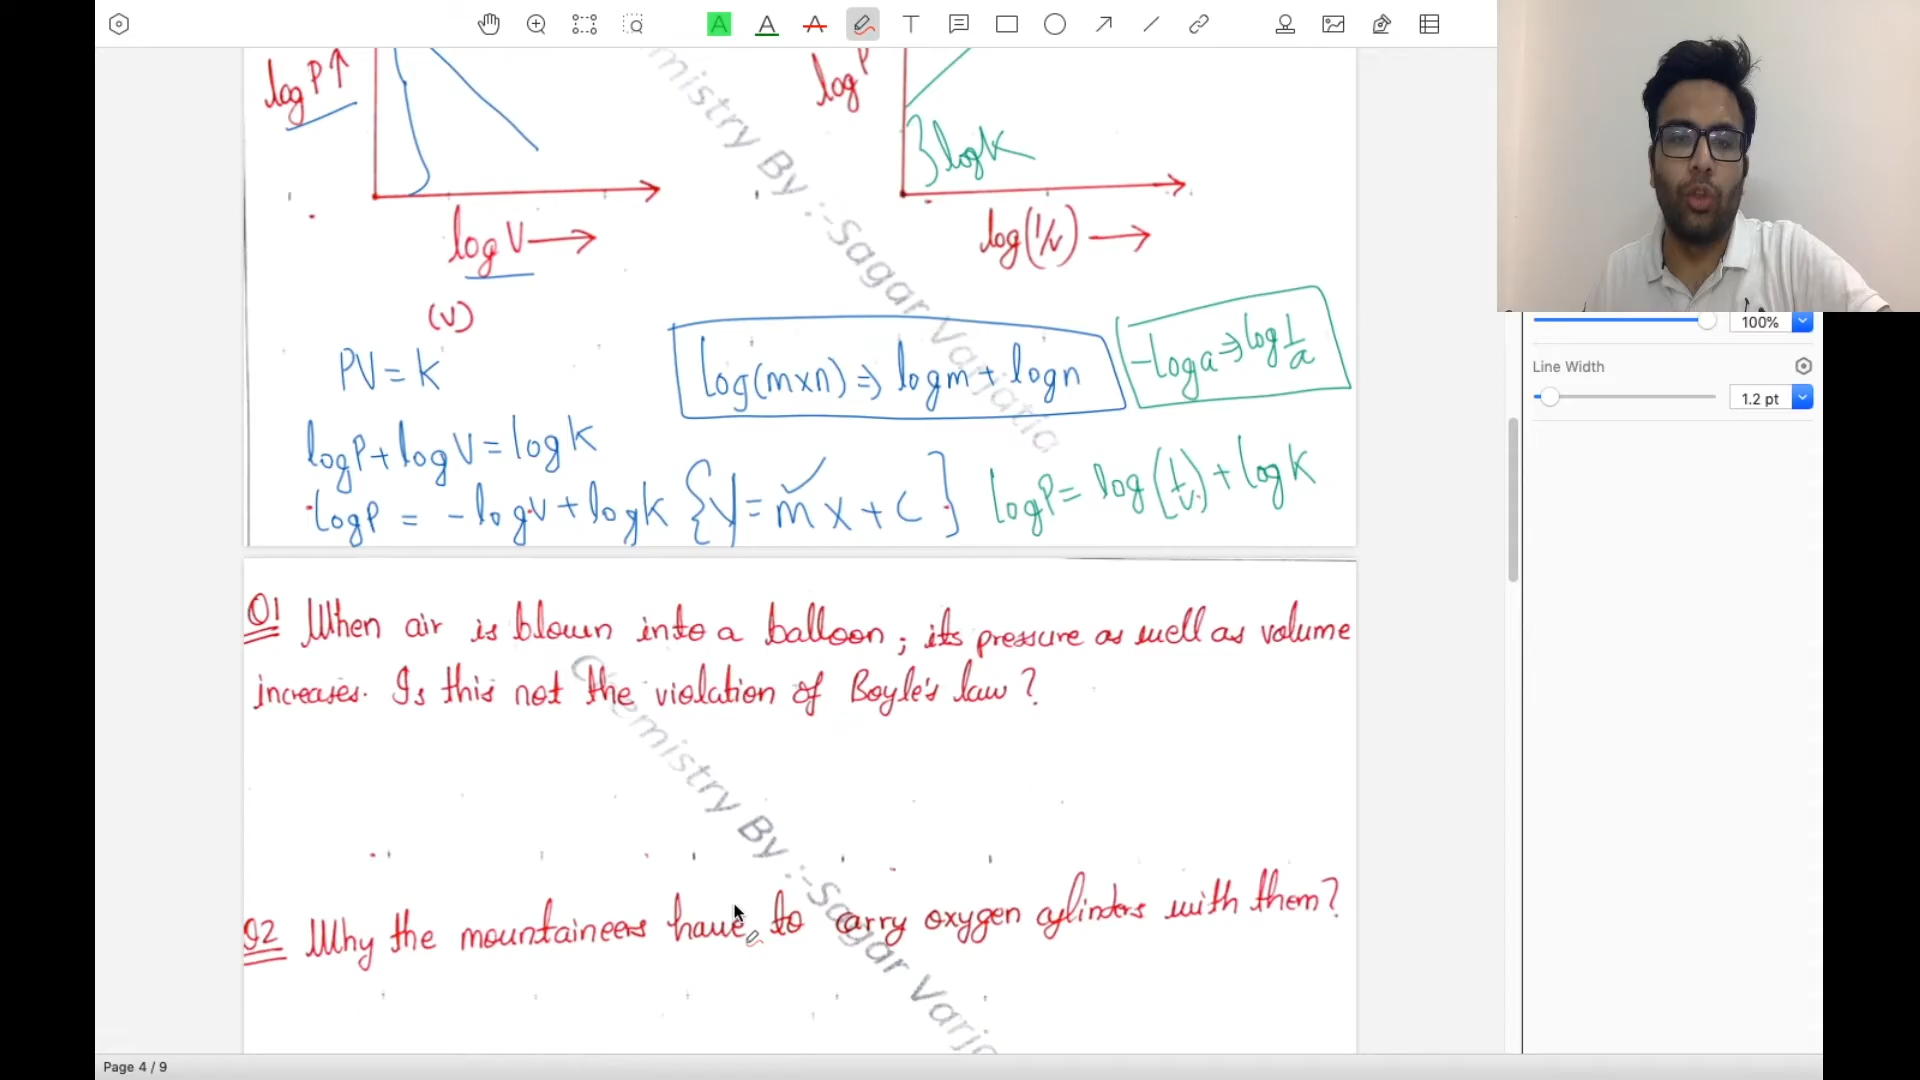 log P↑
log P
}log K
log V→
log(1/V)→
(V)
PV = K
log(m×n) ⇒ log m + log n
-log a ⇒ log 1/a
log P + log V = log K
log P = -log V + log K {y = mx + c}
log P = log(1/V) + log K
Q1 When air is blown into a balloon; its pressure as well as volume
increases. Is this not the violation of Boyle's law?
Q2 Why the mountaineers have to carry oxygen cylinders with them?
mistry By :-Sagar Varjatia
Chemistry By :-Sagar Varja
100%
Line Width
1.2 pt
Page 4 / 9